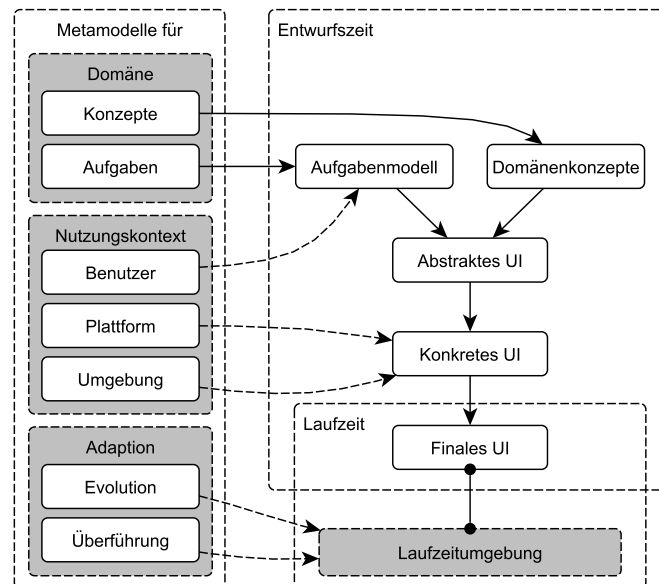 Metamodelle für
Domäne
Konzepte
Aufgaben
Nutzungskontext
Benutzer
Plattform
Umgebung
Adaption
Evolution
Überführung
Entwurfszeit
Aufgabenmodell
Domänenkonzepte
Abstraktes UI
Konkretes UI
Laufzeit
Finales UI
Laufzeitumgebung